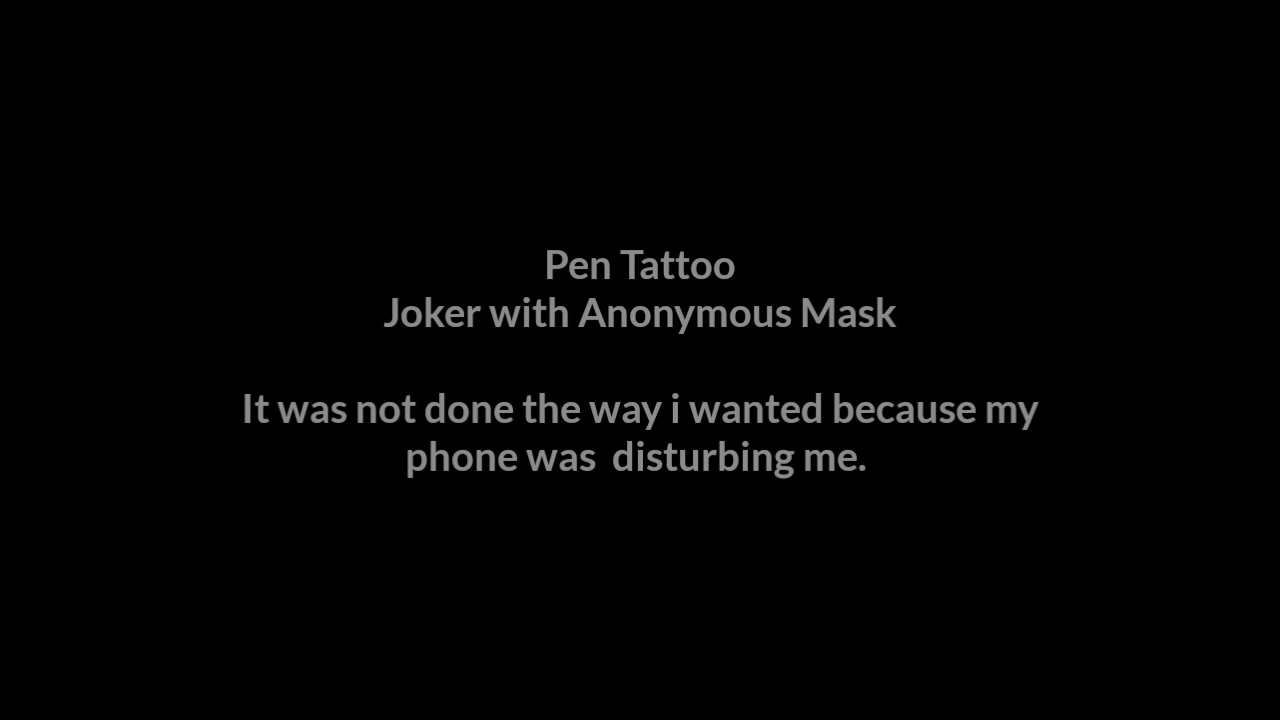 Pen Tattoo
Joker with Anonymous Mask
It was not done the way i wanted because my
phone was  disturbing me.